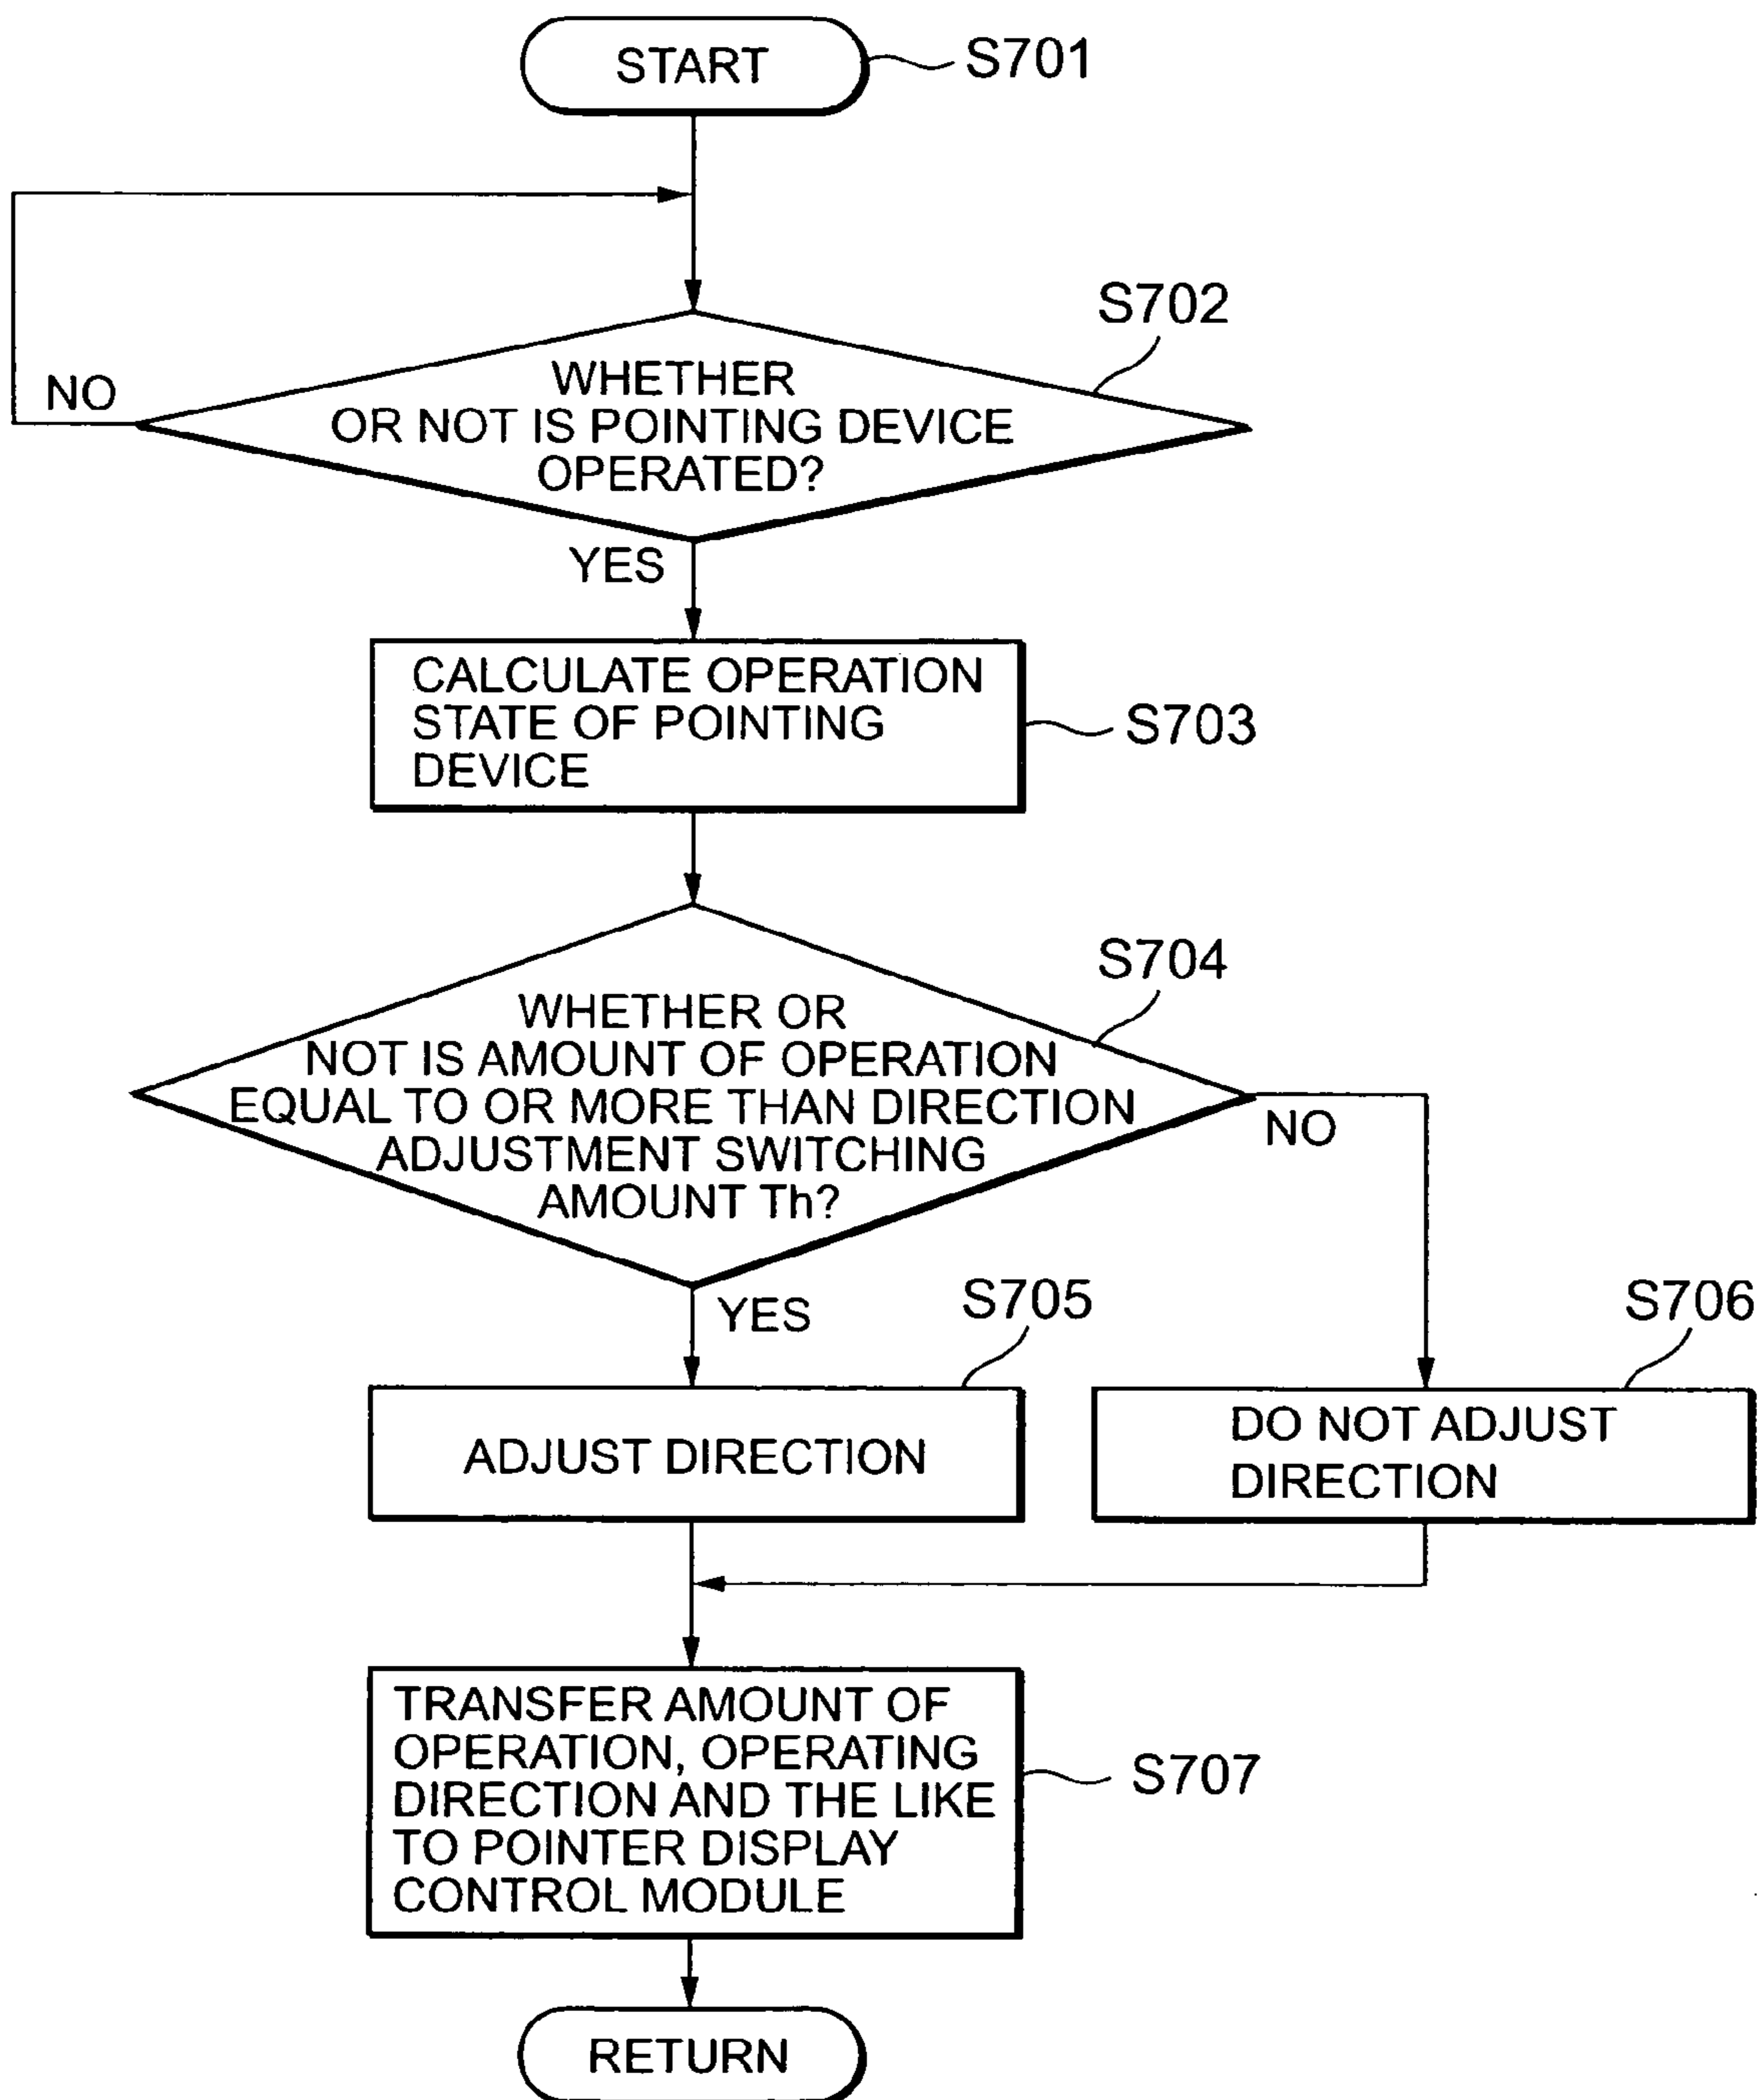 START
S701
S702
NO
WHETHER
OR NOT IS POINTING DEVICE
OPERATED?
YES
CALCULATE OPERATION
STATE OF POINTING
DEVICE
S703
S704
WHETHER OR
NOT IS AMOUNT OF OPERATION
EQUAL TO OR MORE THAN DIRECTION
ADJUSTMENT SWITCHING
AMOUNT Th?
NO
YES
S705
S706
ADJUST DIRECTION
DO NOT ADJUST
DIRECTION
TRANSFER AMOUNT OF
OPERATION, OPERATING
DIRECTION AND THE LIKE
TO POINTER DISPLAY
CONTROL MODULE
S707
RETURN